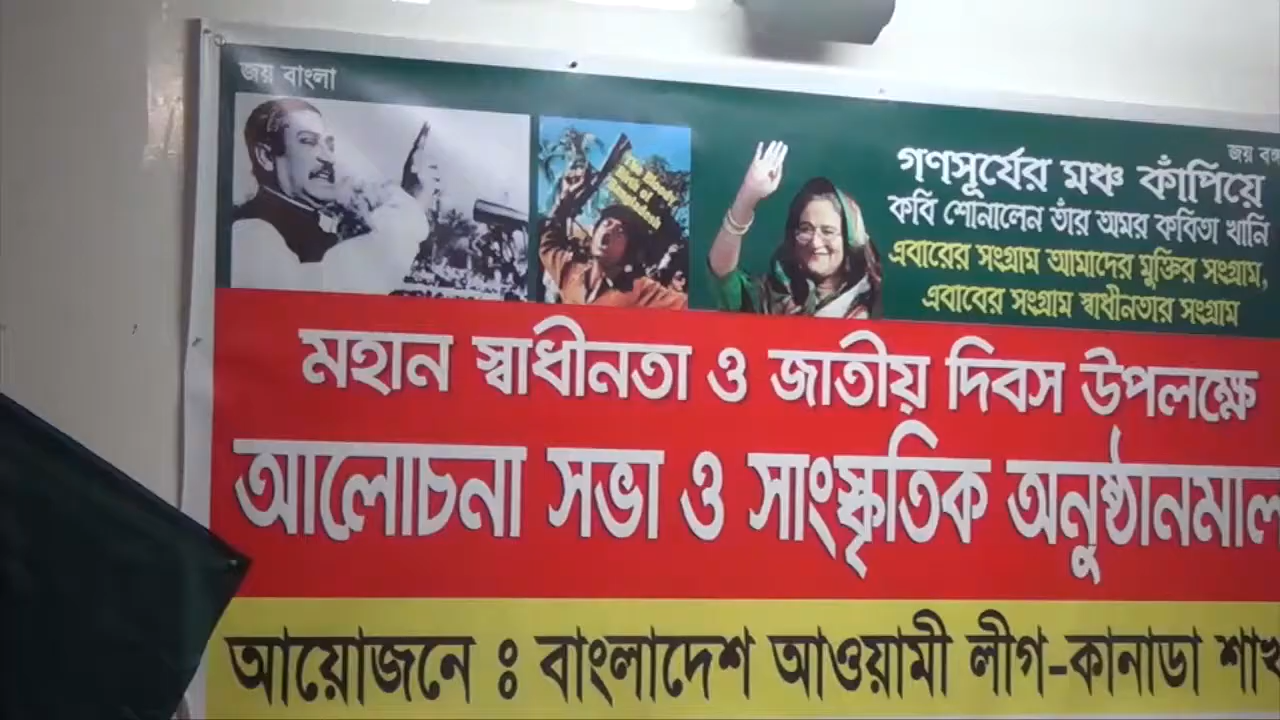 জয় বাংলা
জয় বঙ্গ
গণসূর্যের মঞ্চ কাঁপিয়ে
কবি শোনালেন তাঁর অমর কবিতা খানি
এবারের সংগ্রাম আমাদের মুক্তির সংগ্রাম,
এবাবের সংগ্রাম স্বাধীনতার সংগ্রাম
মহান স্বাধীনতা ও জাতীয় দিবস উপলক্ষে
আলোচনা সভা ও সাংস্কৃতিক অনুষ্ঠানমাল
আয়োজনে : বাংলাদেশ আওয়ামী লীগ-কানাডা শাখ